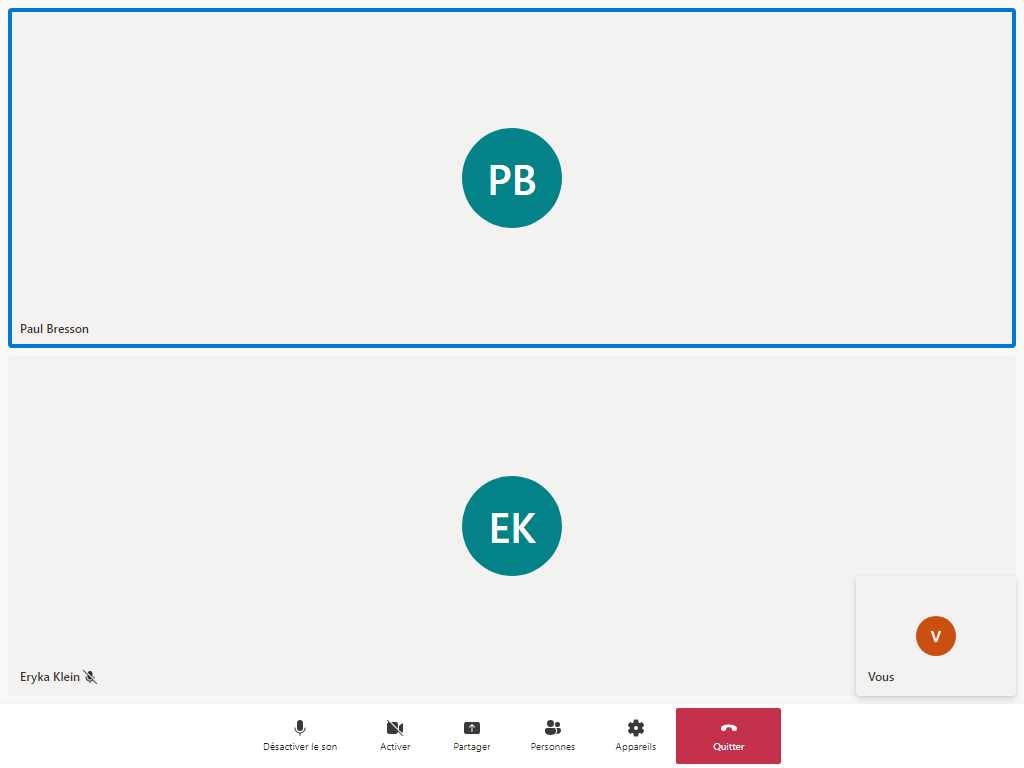 PB
Paul Bresson
EK
Eryka Klein
V
Vous
Désactiver le son
Activer
Partager
Personnes
Appareils
Quitter